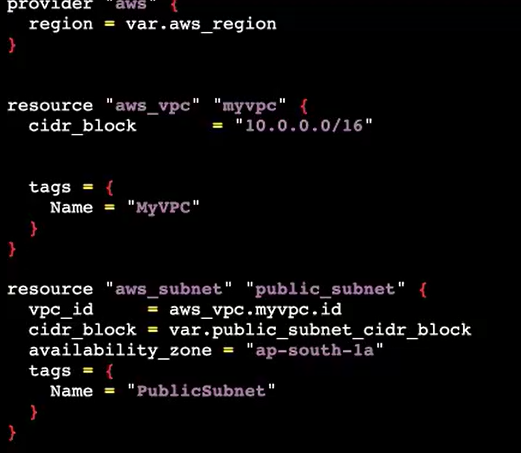 provider "aws" {
  region = var.aws_region
}
resource "aws_vpc" "myvpc" {
  cidr_block       = "10.0.0.0/16"
  tags = {
    Name = "MyVPC"
  }
}
resource "aws_subnet" "public_subnet" {
  vpc_id     = aws_vpc.myvpc.id
  cidr_block = var.public_subnet_cidr_block
  availability_zone = "ap-south-1a"
  tags = {
    Name = "PublicSubnet"
  }
}